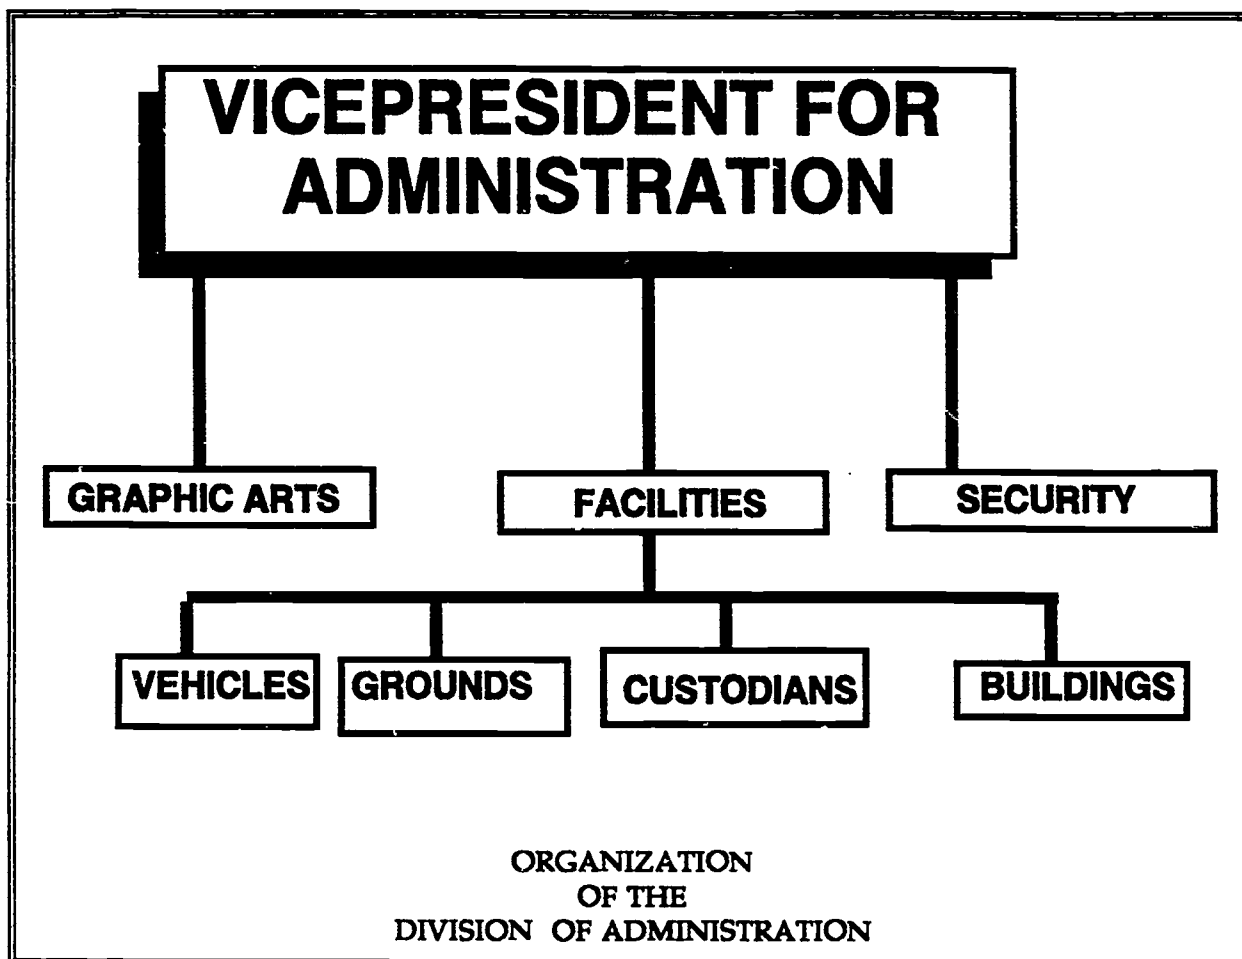 VICEPRESIDENT FOR
ADMINISTRATION
GRAPHIC ARTS
FACILITIES
SECURITY
VEHICLES
GROUNDS
CUSTODIANS
BUILDINGS
ORGANIZATION
OF THE
DIVISION OF ADMINISTRATION